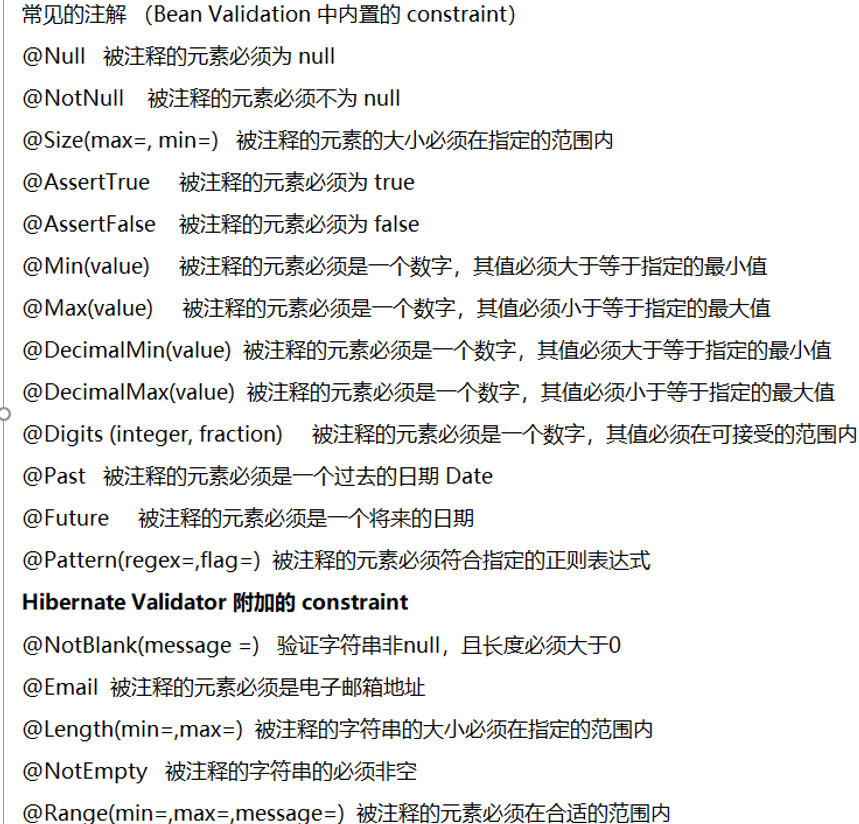 常见的注解 （Bean Validation 中内置的 constraint）
@Null 被注释的元素必须为 null
@NotNull 被注释的元素必须不为 null
@Size(max=, min=) 被注释的元素的大小必须在指定的范围内
@AssertTrue 被注释的元素必须为 true
@AssertFalse 被注释的元素必须为 false
@Min(value) 被注释的元素必须是一个数字，其值必须大于等于指定的最小值
@Max(value) 被注释的元素必须是一个数字，其值必须小于等于指定的最大值
@DecimalMin(value) 被注释的元素必须是一个数字，其值必须大于等于指定的最小值
@DecimalMax(value) 被注释的元素必须是一个数字，其值必须小于等于指定的最大值
@Digits (integer, fraction) 被注释的元素必须是一个数字，其值必须在可接受的范围内
@Past 被注释的元素必须是一个过去的日期 Date
@Future 被注释的元素必须是一个将来的日期
@Pattern(regex=,flag=) 被注释的元素必须符合指定的正则表达式
Hibernate Validator 附加的 constraint
@NotBlank(message =) 验证字符串非null，且长度必须大于0
@Email 被注释的元素必须是电子邮箱地址
@Length(min=,max=) 被注释的字符串的大小必须在指定的范围内
@NotEmpty 被注释的字符串的必须非空
@Range(min=,max=,message=) 被注释的元素必须在合适的范围内